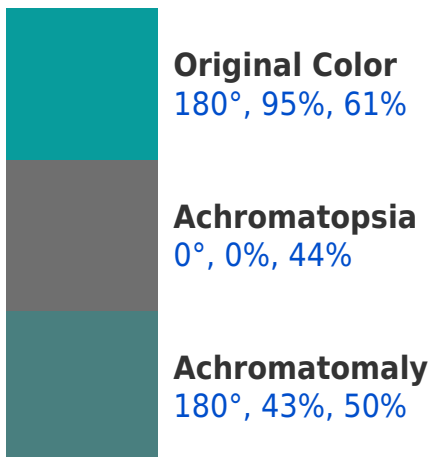 Original Color
180°, 95%, 61%
Achromatopsia
0°, 0%, 44%
Achromatomaly
180°, 43%, 50%